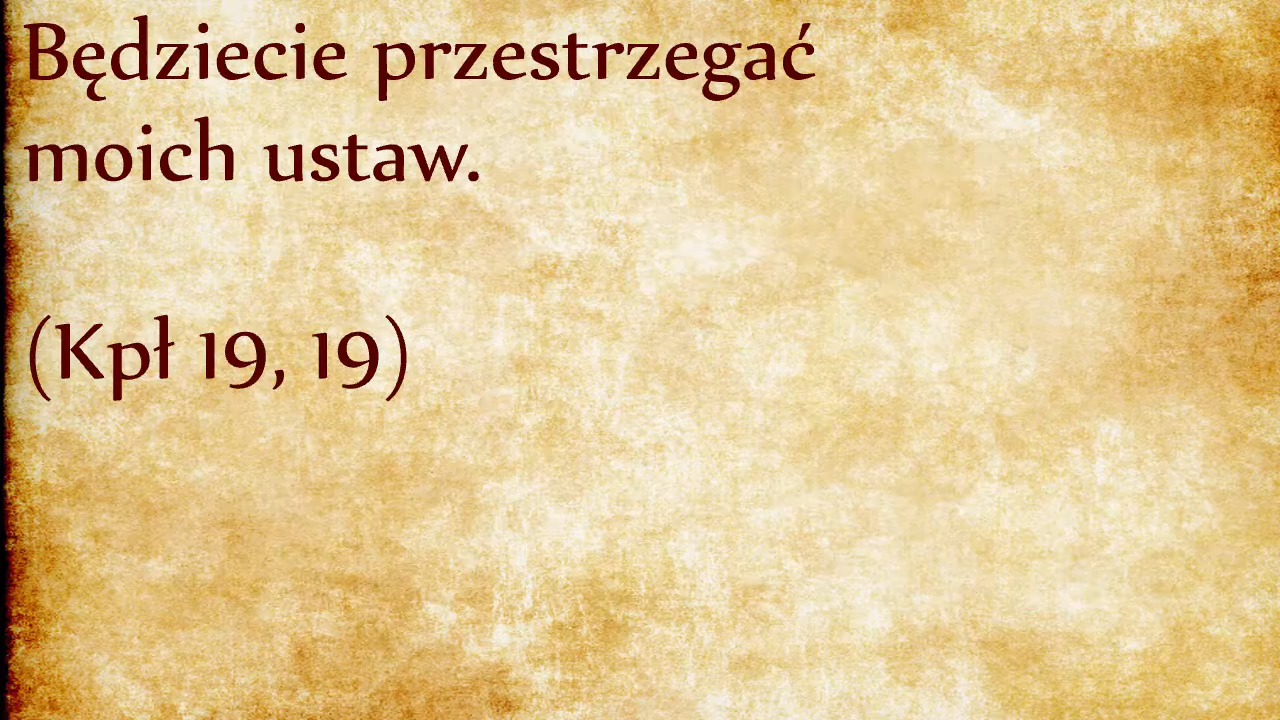 Będziecie przestrzegać
moich ustaw.
(Kpł 19, 19)